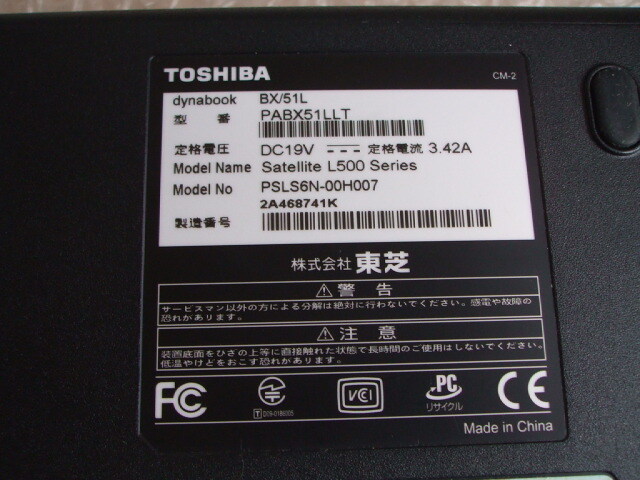 TOSHIBA
CM-2
dynabook BX/51L
型 番 PABX51LLT
定格電圧 DC19V 定格電流 3.42A
Model Name Satellite L500 Series
Model No PSLS6N-00H007
2A468741K
製造番号
株式会社 東芝
警 告
サービスマン以外の方による分解は絶対に行わないでください。感電や故障の
恐れがあります。
注 意
装置底面をひざの上等に直接触れた状態で長時間のご使用はしないでください。
低温やけどをおこす恐れがあります。
FC
VCI
PC
リサイクル
CE
Made in China